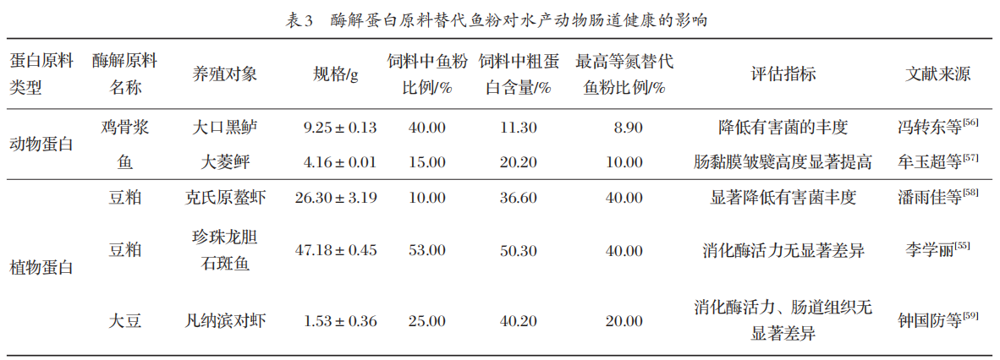 表3 酶解蛋白原料替代鱼粉对水产动物肠道健康的影响
蛋白原料类型 酶解原料名称 养殖对象 规格/g 饲料中鱼粉比例/% 饲料中粗蛋白含量/% 最高等氮替代鱼粉比例/% 评估指标 文献来源
动物蛋白 鸡骨浆 大口黑鲈 9.25±0.13 40.00 11.30 8.90 降低有害菌的丰度 冯转东等[56]
鱼 大菱鲆 4.16±0.01 15.00 20.20 10.00 肠黏膜皱襞高度显著提高 牟玉超等[57]
植物蛋白 豆粕 克氏原螯虾 26.30±3.19 10.00 36.60 40.00 显著降低有害菌丰度 潘雨佳等[58]
豆粕 珍珠龙胆石斑鱼 47.18±0.45 53.00 50.30 40.00 消化酶活力无显著差异 李学丽[55]
大豆 凡纳滨对虾 1.53±0.36 25.00 40.20 20.00 消化酶活力、肠道组织无显著差异 钟国防等[59]